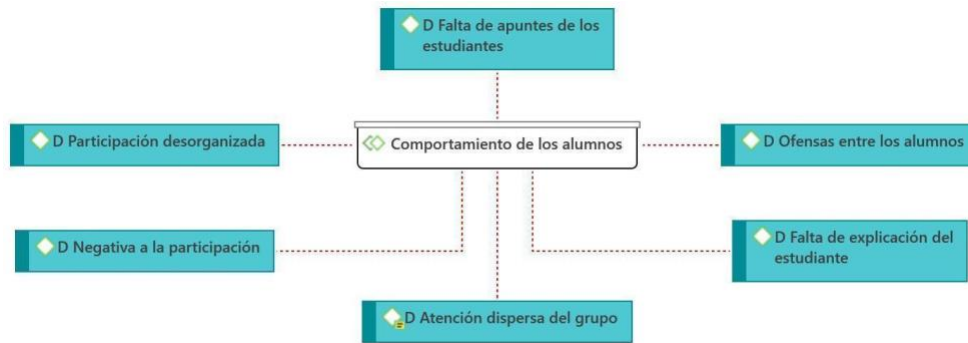 D Falta de apuntes de los
estudiantes
D Participación desorganizada
Comportamiento de los alumnos
D Ofensas entre los alumnos
D Negativa a la participación
D Falta de explicación del
estudiante
D Atención dispersa del grupo